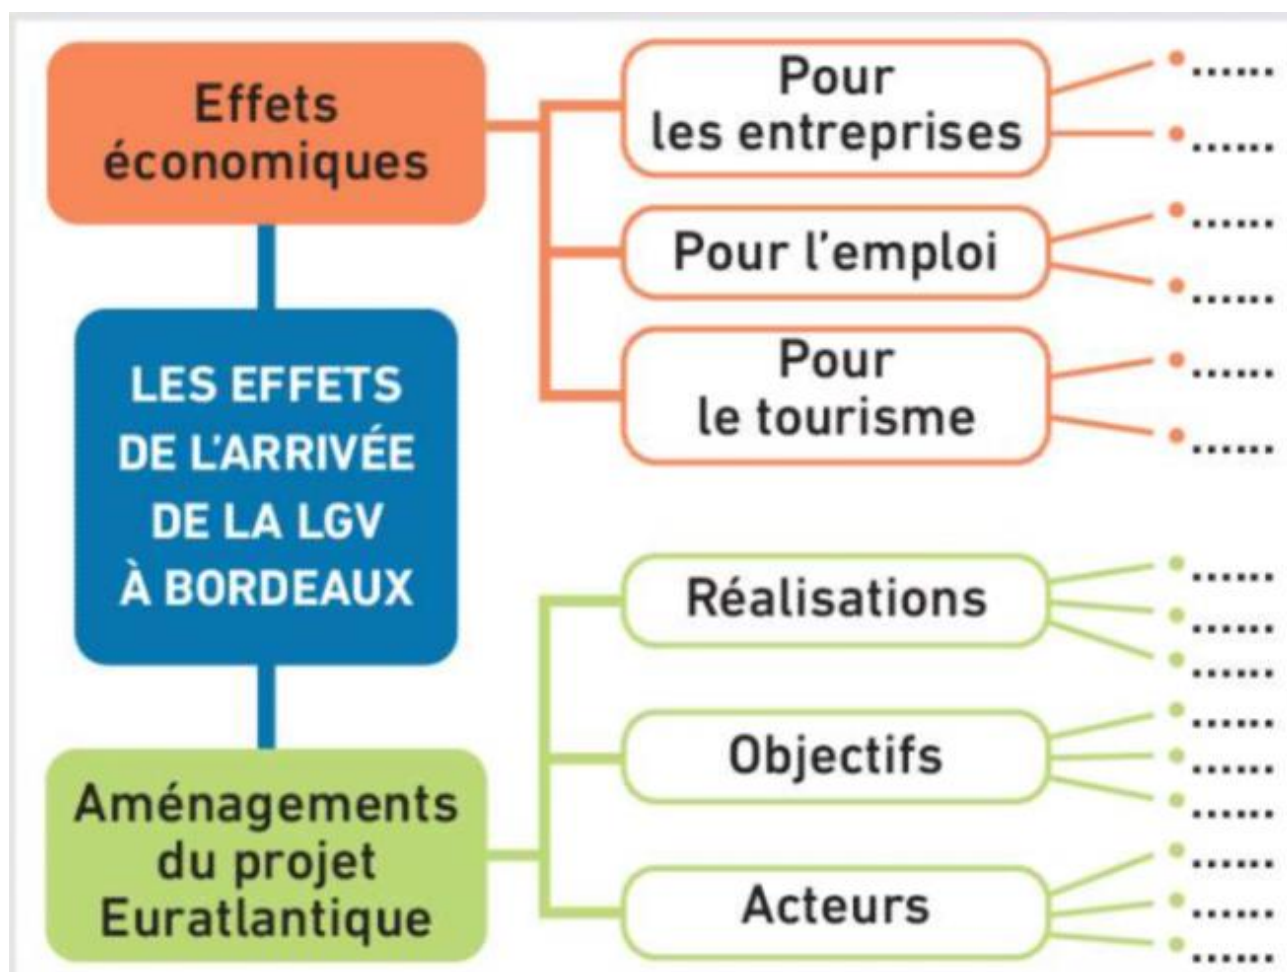 Effets
économiques
LES EFFETS
DE L'ARRIVÉE
DE LA LGV
À BORDEAUX
Aménagements
du projet
Euratlantique
Pour
les entreprises
......
......
Pour l'emploi
......
......
Pour
le tourisme
......
......
Réalisations
......
......
......
Objectifs
......
......
......
Acteurs
......
......
......